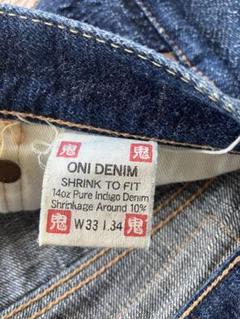 鬼 鬼
ONI DENIM
SHRINK TO FIT
14oz Pure Indigo Denim
Shrinkage Around 10%
鬼 W33 L34 鬼